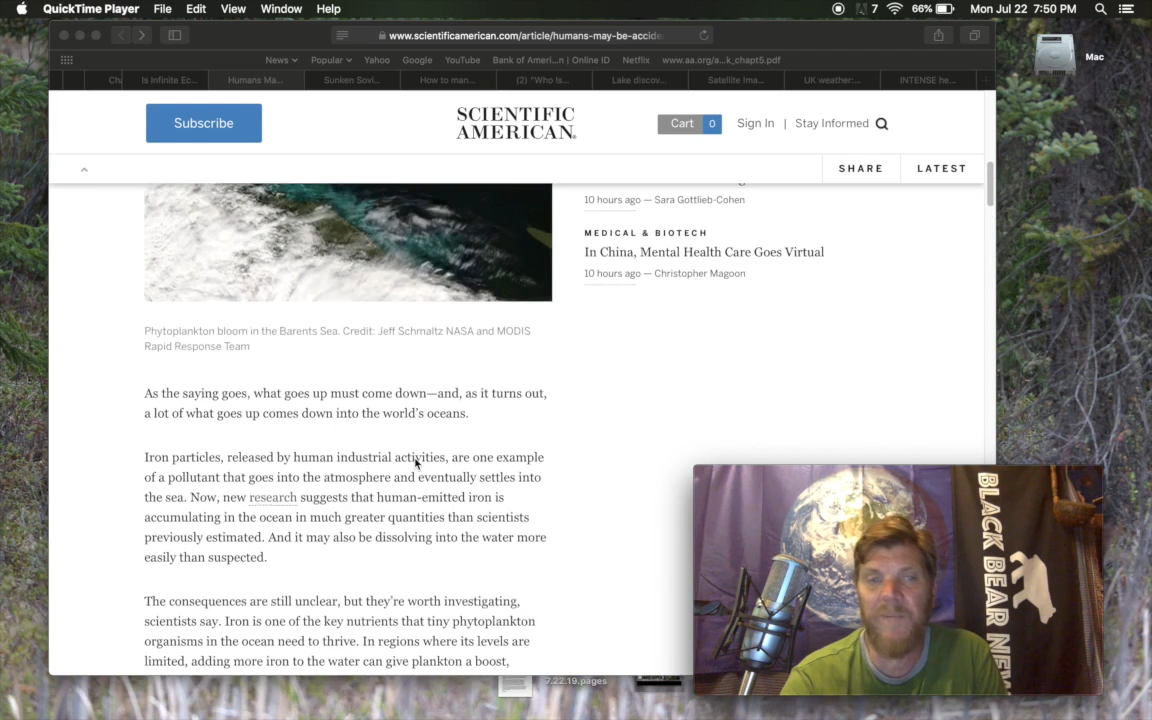 QuickTime Player File Edit View Window Help 7 66% Mon Jul 22 7:50 PM
www.scientificamerican.com/article/humans-may-be-accide
Mac
News Popular Yahoo Google YouTube Bank of Ameri...n | Online ID Netflix www.aa.org/a...k_chapt5.pdf
Is Infinite Ec... Humans Ma... Sunken Sovi... How to man... (2) "Who Is... Lake discov... Satellite Ima... UK weather:... INTENSE he...
Subscribe
SCIENTIFIC
AMERICAN
Cart 0 Sign In | Stay Informed
SHARE LATEST
10 hours ago — Sara Gottlieb-Cohen
MEDICAL & BIOTECH
In China, Mental Health Care Goes Virtual
10 hours ago — Christopher Magoon
Phytoplankton bloom in the Barents Sea. Credit: Jeff Schmaltz NASA and MODIS
Rapid Response Team
As the saying goes, what goes up must come down—and, as it turns out,
a lot of what goes up comes down into the world's oceans.
Iron particles, released by human industrial activities, are one example
of a pollutant that goes into the atmosphere and eventually settles into
the sea. Now, new research suggests that human-emitted iron is
accumulating in the ocean in much greater quantities than scientists
previously estimated. And it may also be dissolving into the water more
easily than suspected.
The consequences are still unclear, but they're worth investigating,
scientists say. Iron is one of the key nutrients that tiny phytoplankton
organisms in the ocean need to thrive. In regions where its levels are
limited, adding more iron to the water can give plankton a boost,
BLACK BEAR NEW
7.22.19.pages